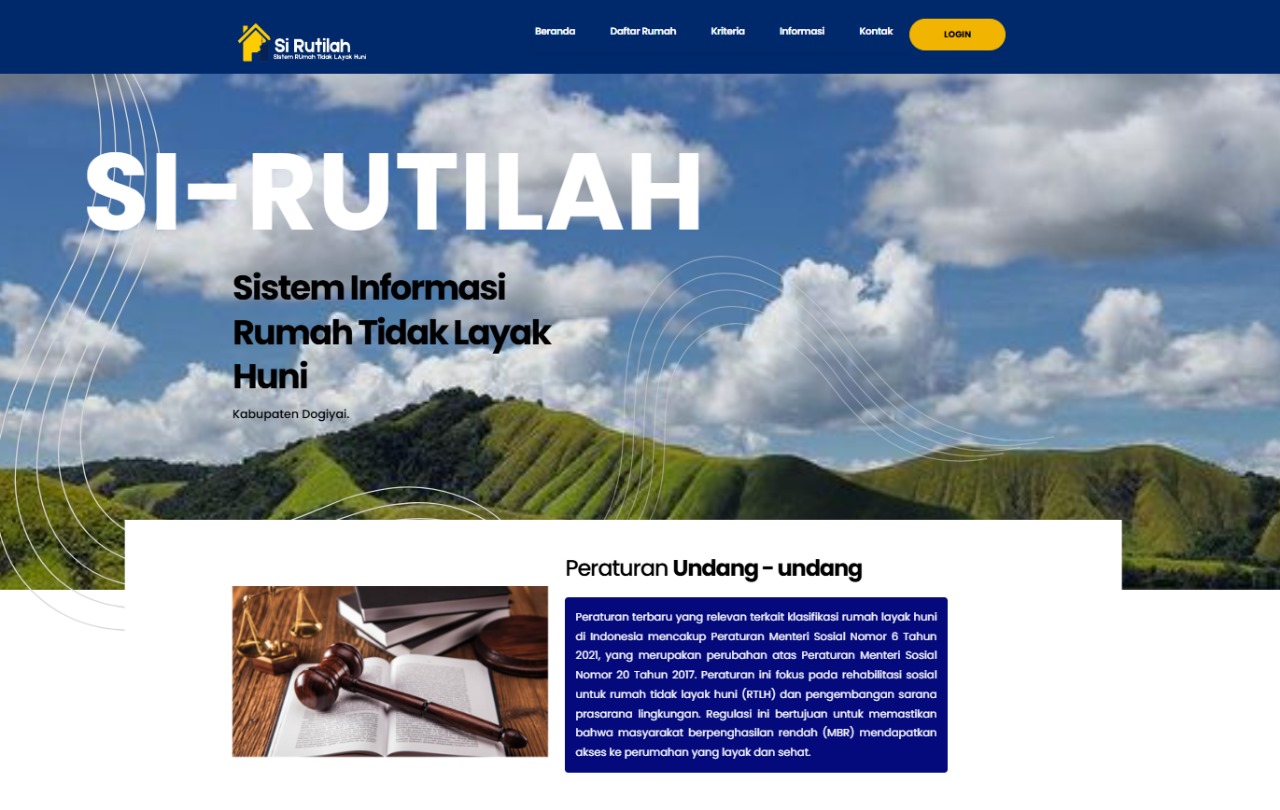 Si Rutilah
Sistem RUmah Tidak LAyak Huni
Beranda
Daftar Rumah
Kriteria
Informasi
Kontak
LOGIN
SI-RUTILAH
Sistem Informasi
Rumah Tidak Layak
Huni
Kabupaten Dogiyai.
Peraturan Undang - undang
Peraturan terbaru yang relevan terkait klasifikasi rumah layak huni
di Indonesia mencakup Peraturan Menteri Sosial Nomor 6 Tahun
2021, yang merupakan perubahan atas Peraturan Menteri Sosial
Nomor 20 Tahun 2017. Peraturan ini fokus pada rehabilitasi sosial
untuk rumah tidak layak huni (RTLH) dan pengembangan sarana
prasarana lingkungan. Regulasi ini bertujuan untuk memastikan
bahwa masyarakat berpenghasilan rendah (MBR) mendapatkan
akses ke perumahan yang layak dan sehat.